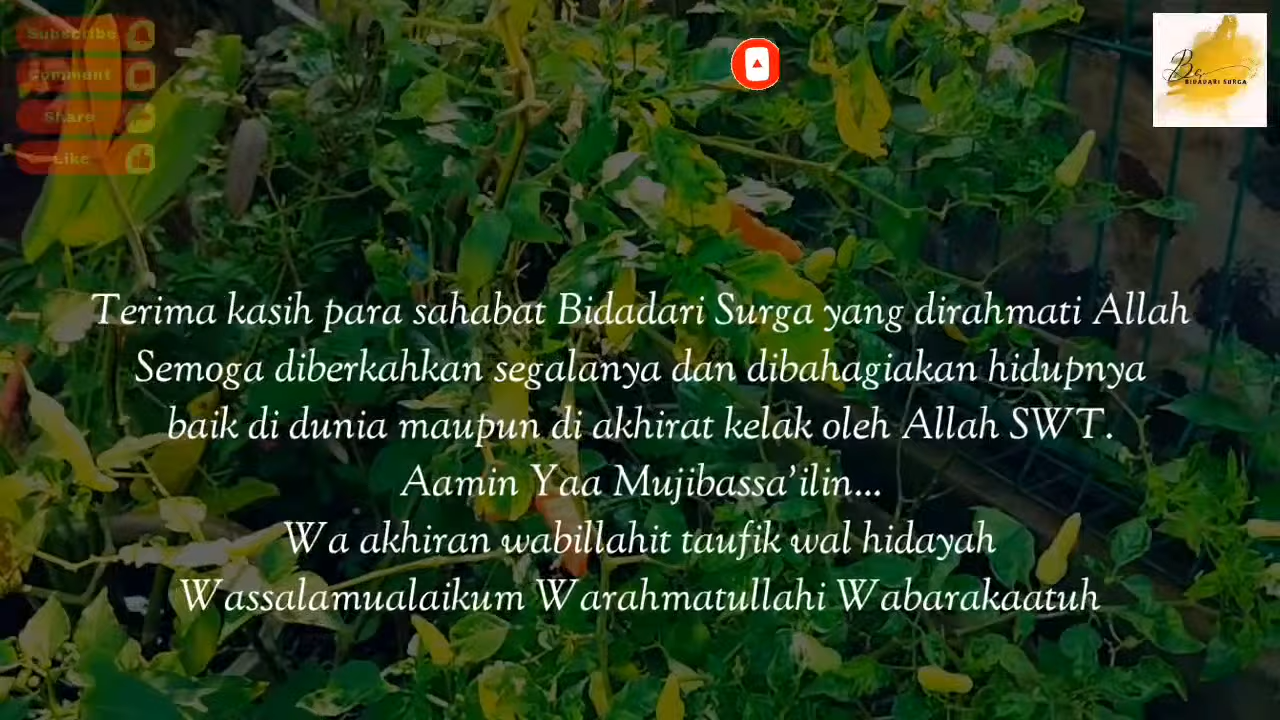 Subscribe
Comment
Share
Like
BIDADARI SURGA
Terima kasih para sahabat Bidadari Surga yang dirahmati Allah
Semoga diberkahkan segalanya dan dibahagiakan hidupnya
baik di dunia maupun di akhirat kelak oleh Allah SWT.
Aamin Yaa Mujibassa’ilin...
Wa akhiran wabillahit taufik wal hidayah
Wassalamualaikum Warahmatullahi Wabarakaatuh